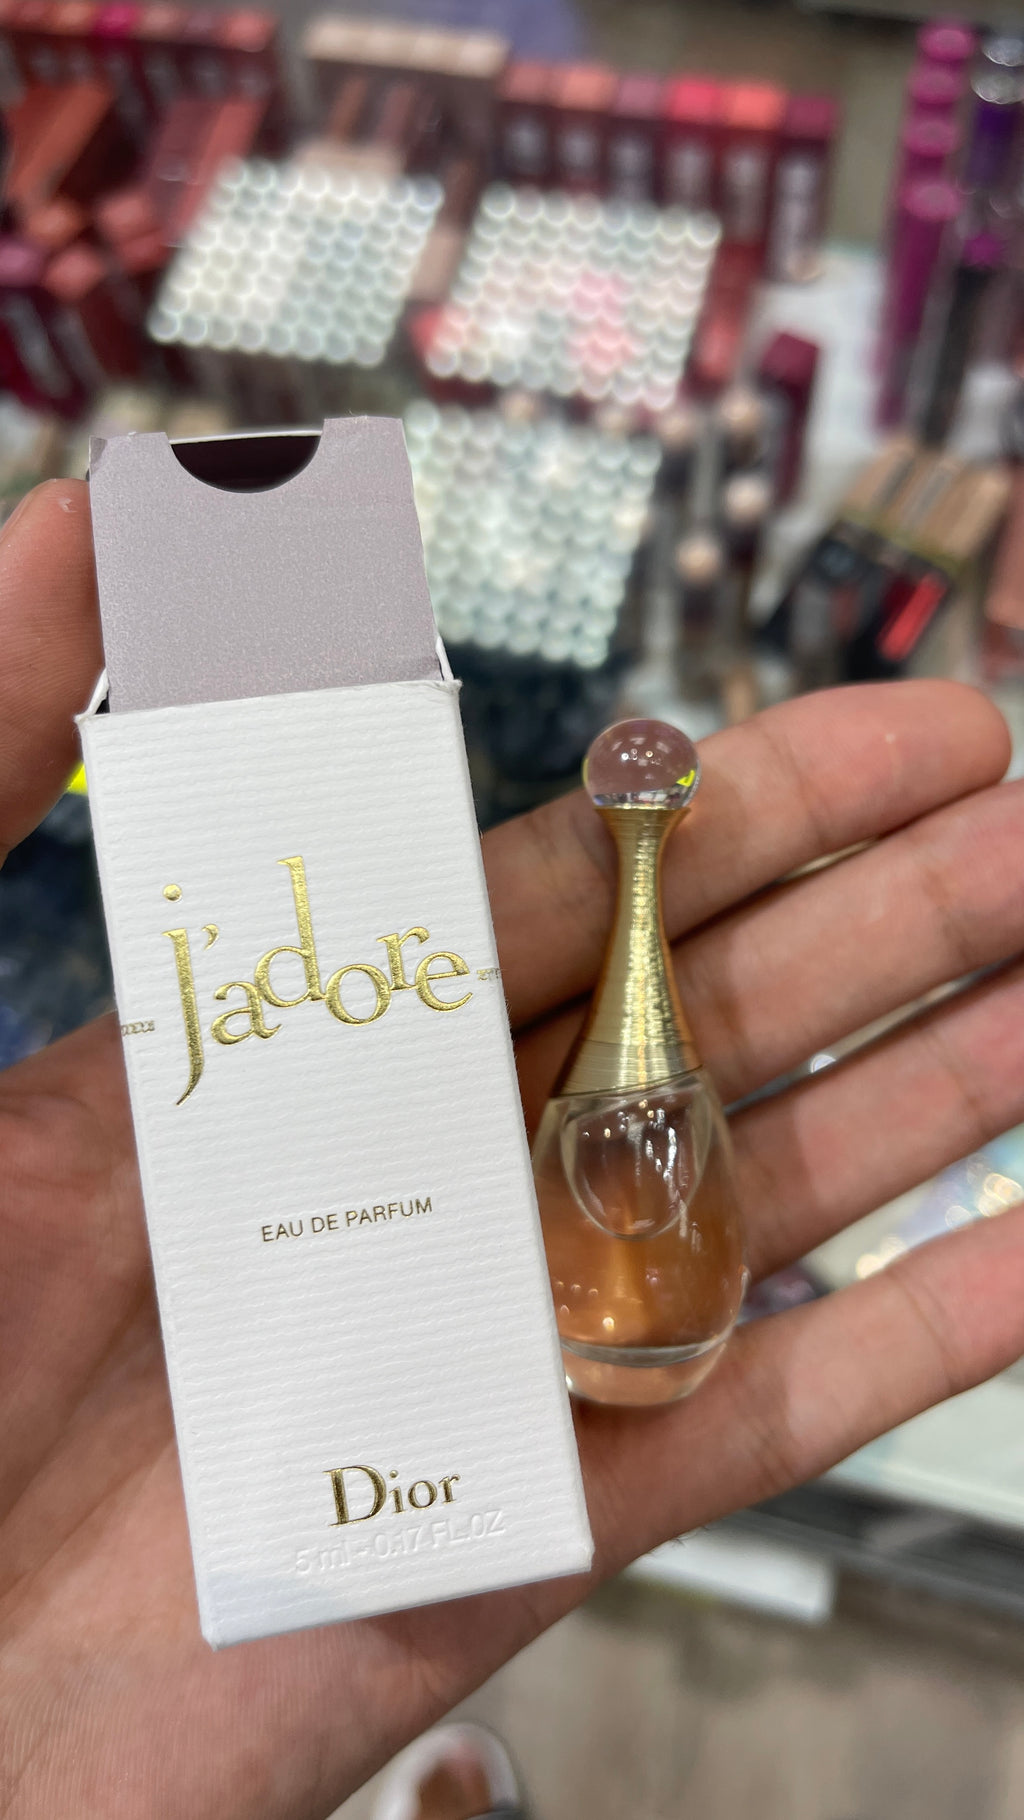 j'adore
EAU DE PARFUM
Dior
5 ml - 0.17 FL.OZ